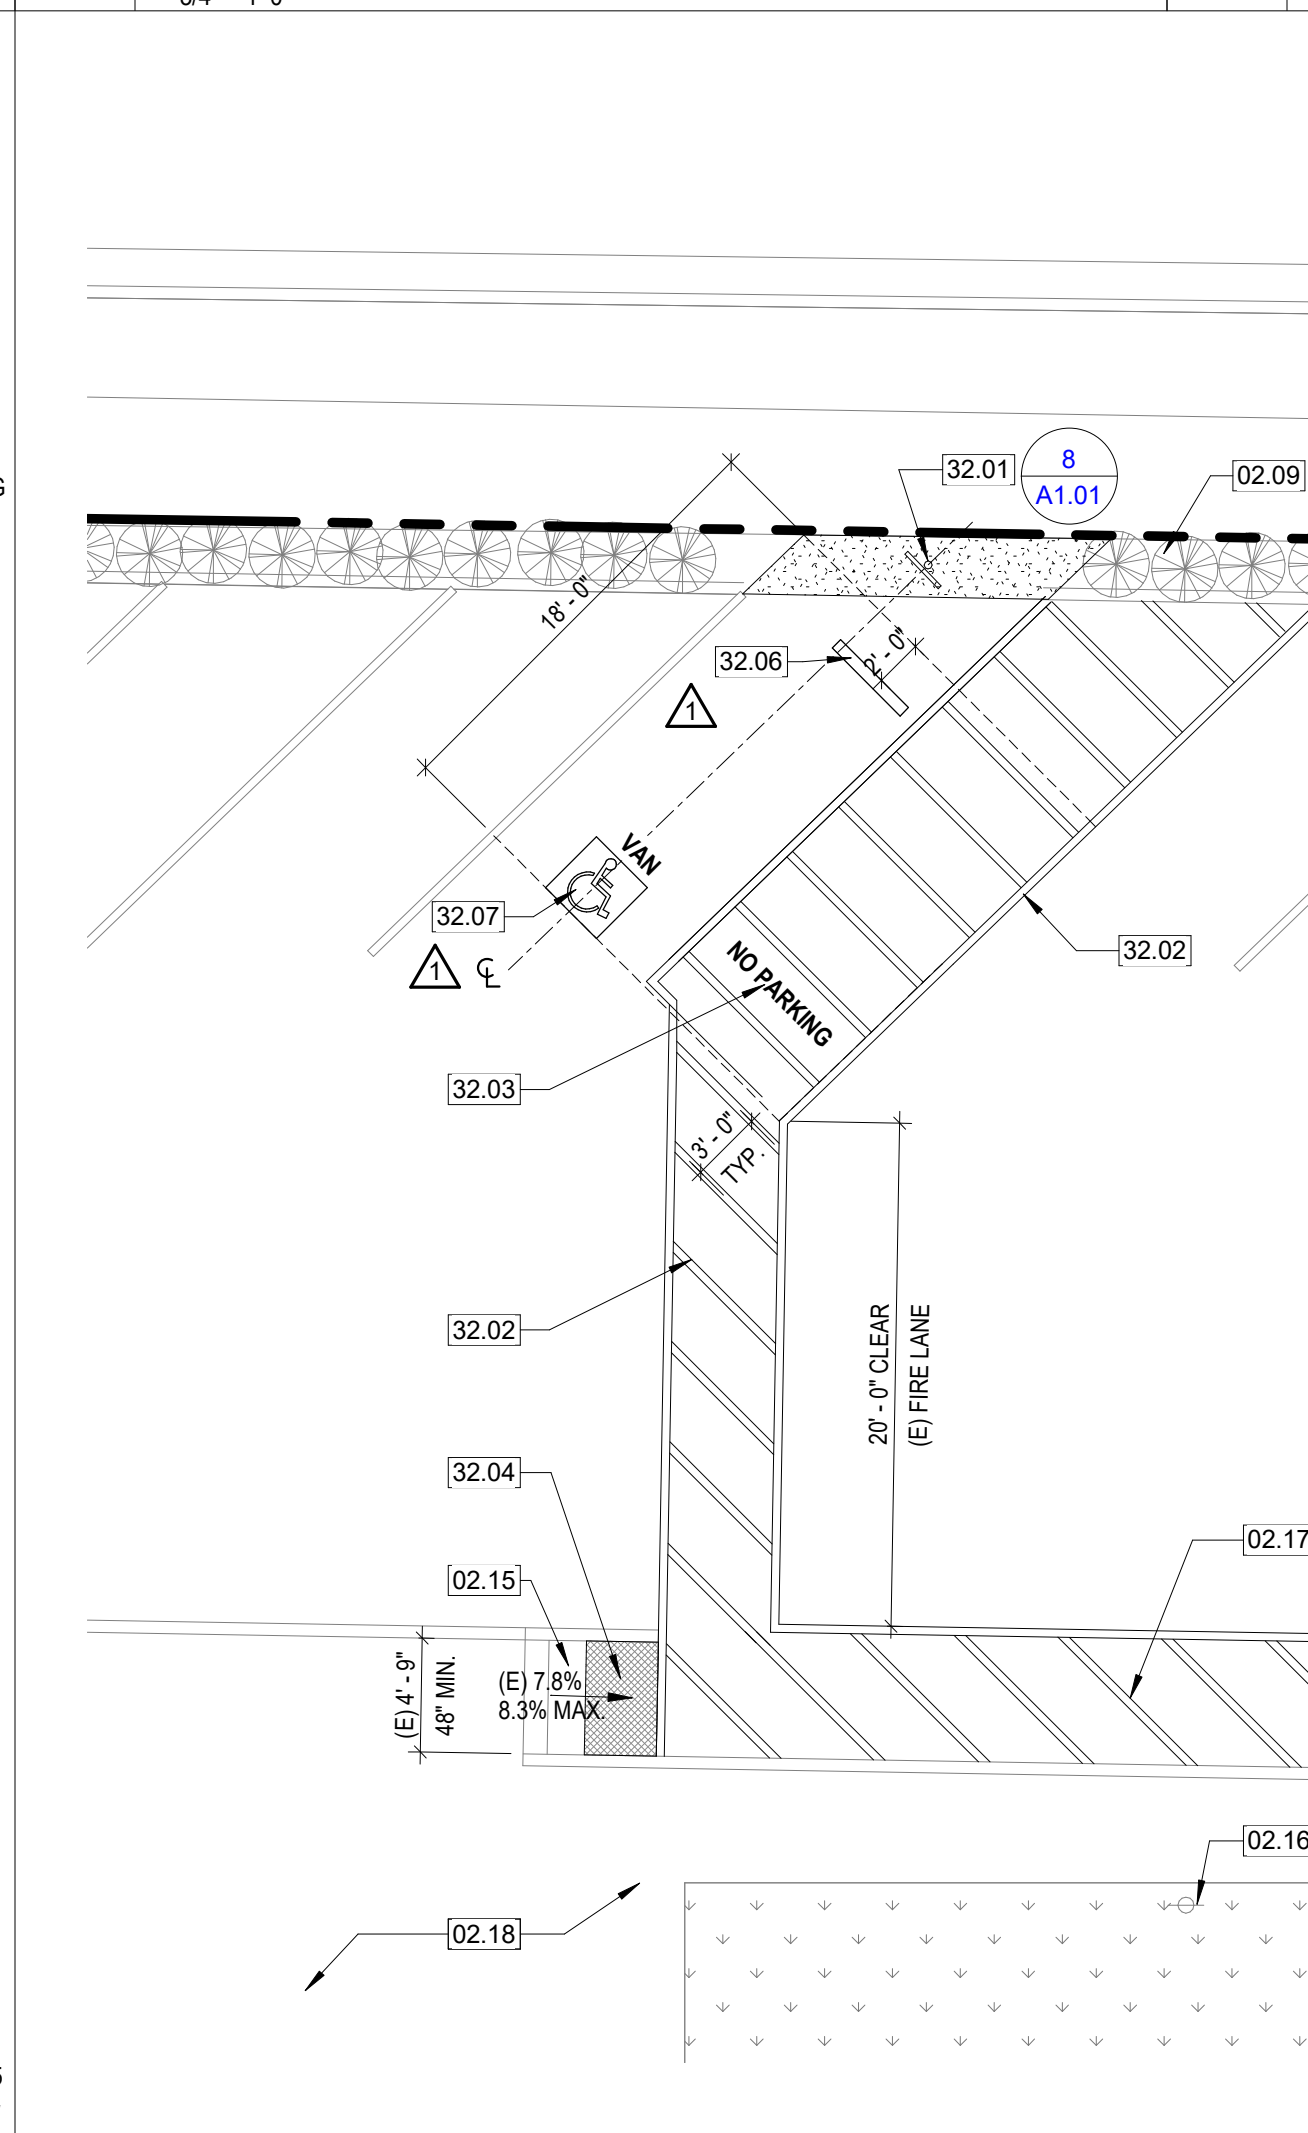 32.01
8
A1.01
02.09
18' - 0"
32.06
2' - 0"
1
VAN
32.07
1
32.02
NO PARKING
32.03
3' - 0"
TYP.
32.02
20' - 0" CLEAR
(E) FIRE LANE
32.04
02.17
02.15
(E) 4' - 9"
48" MIN.
(E) 7.8%
8.3% MAX.
02.16
02.18